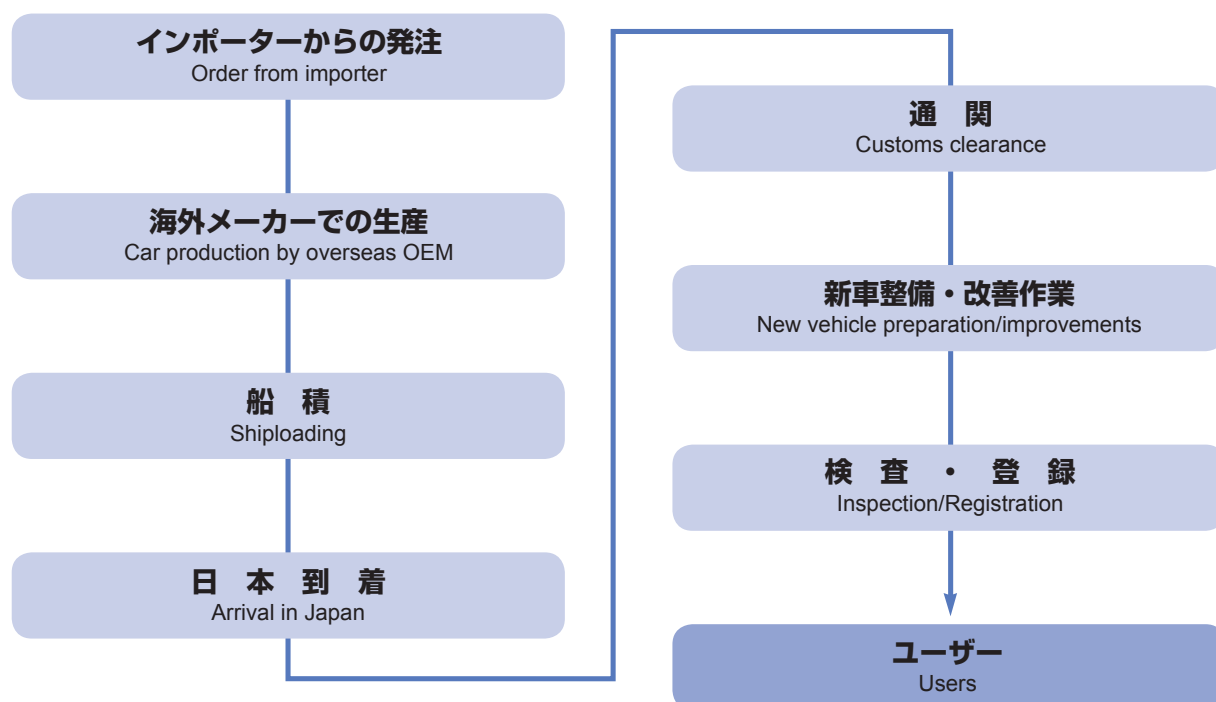 インポーターからの発注
Order from importer
海外メーカーでの生産
Car production by overseas OEM
船　積
Shiploading
日　本　到　着
Arrival in Japan
通　関
Customs clearance
新車整備・改善作業
New vehicle preparation/improvements
検　査　・　登　録
Inspection/Registration
ユーザー
Users